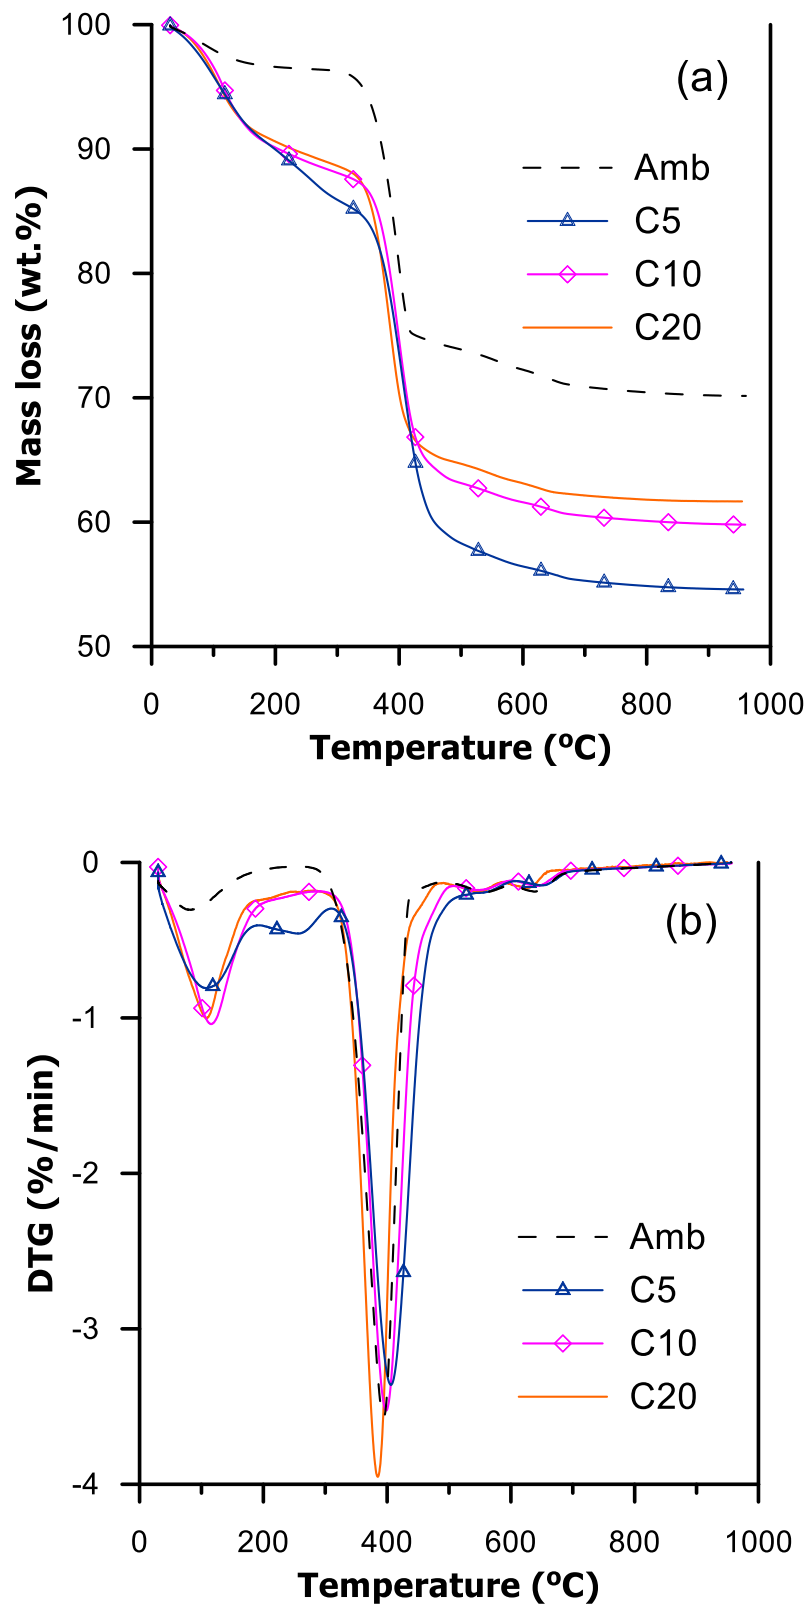 100
90
80
70
60
50
Mass loss (wt.%)
(a)
Amb
C5
C10
C20
0 200 400 600 800 1000
Temperature (ºC)
0
-1
-2
-3
-4
DTG (%/min)
(b)
Amb
C5
C10
C20
0 200 400 600 800 1000
Temperature (ºC)